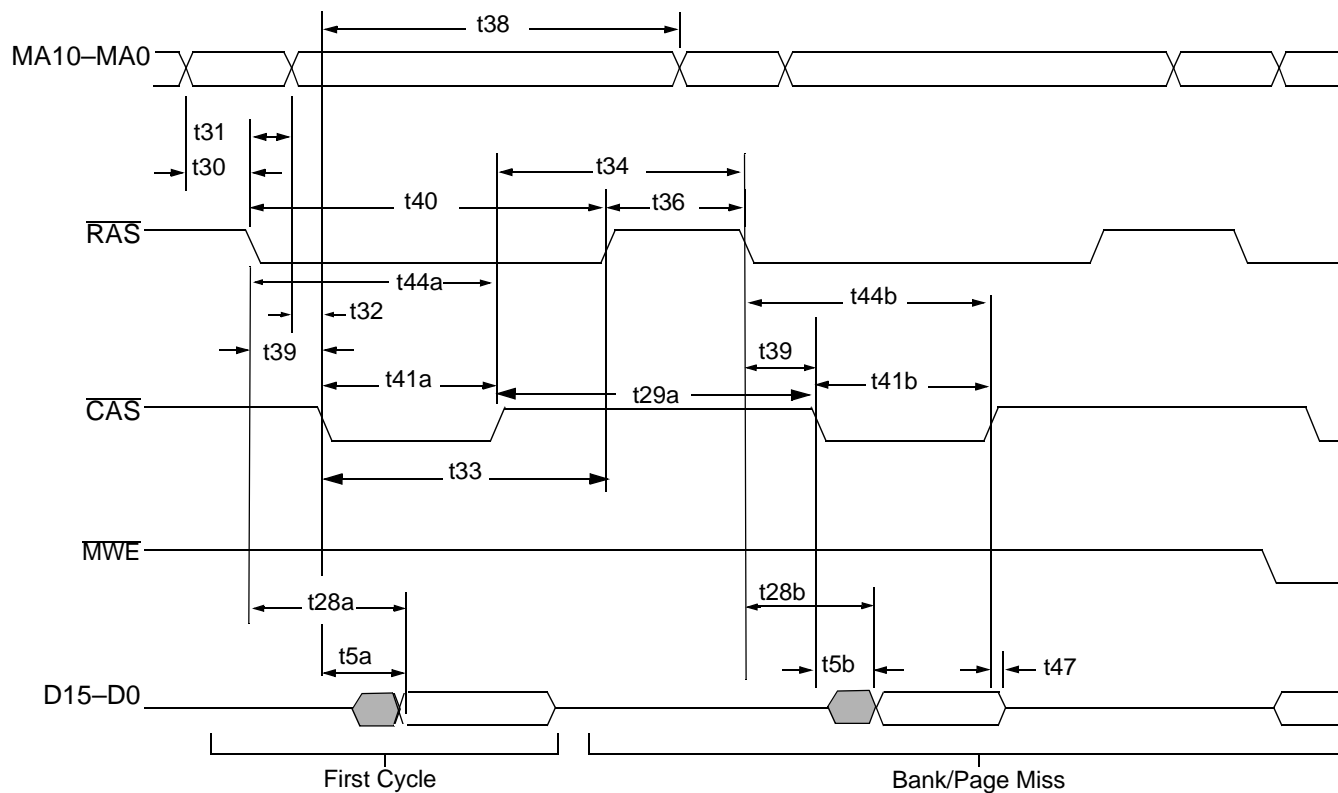 t38
MA10–MA0
t31
t30
t34
t40
t36
RAS
t44a
t44b
t32
t39
t39
t41a
t41b
t29a
CAS
t33
MWE
t28a
t28b
t5a
t5b
t47
D15–D0
First Cycle
Bank/Page Miss